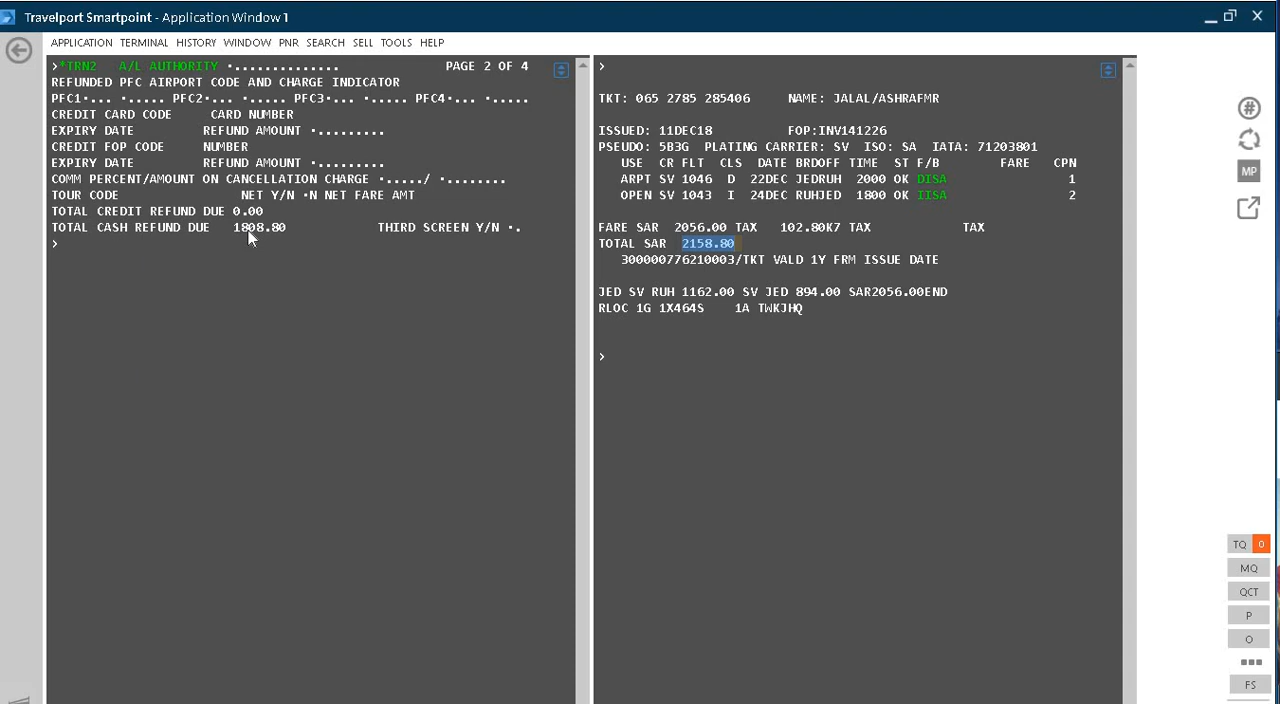 Travelport Smartpoint - Application Window 1
APPLICATION TERMINAL HISTORY WINDOW PNR SEARCH SELL TOOLS HELP
>*TRN2 A/L AUTHORITY ·.............. PAGE 2 OF 4
REFUNDED PFC AIRPORT CODE AND CHARGE INDICATOR
PFC1·... ·..... PFC2·... ·..... PFC3·... ·..... PFC4·... ·.....
CREDIT CARD CODE CARD NUMBER
EXPIRY DATE REFUND AMOUNT ·.........
CREDIT FOP CODE NUMBER
EXPIRY DATE REFUND AMOUNT ·.........
COMM PERCENT/AMOUNT ON CANCELLATION CHARGE ·...../ ·........
TOUR CODE NET Y/N ·N NET FARE AMT
TOTAL CREDIT REFUND DUE 0.00
TOTAL CASH REFUND DUE 1808.80 THIRD SCREEN Y/N ·.
>
>
TKT: 065 2785 285406 NAME: JALAL/ASHRAFMR
ISSUED: 11DEC18 FOP:INV141226
PSEUDO: 5B3G PLATING CARRIER: SV ISO: SA IATA: 71203801
USE CR FLT CLS DATE BRDOFF TIME ST F/B FARE CPN
ARPT SV 1046 D 22DEC JEDRUH 2000 OK DISA 1
OPEN SV 1043 I 24DEC RUHJED 1800 OK IISA 2
FARE SAR 2056.00 TAX 102.80K7 TAX TAX
TOTAL SAR 2158.80
300000776210003/TKT VALD 1Y FRM ISSUE DATE
JED SV RUH 1162.00 SV JED 894.00 SAR2056.00END
RLOC 1G 1X464S 1A TWKJHQ
>
#
MP
TQ 0
MQ
QCT
P
O
FS